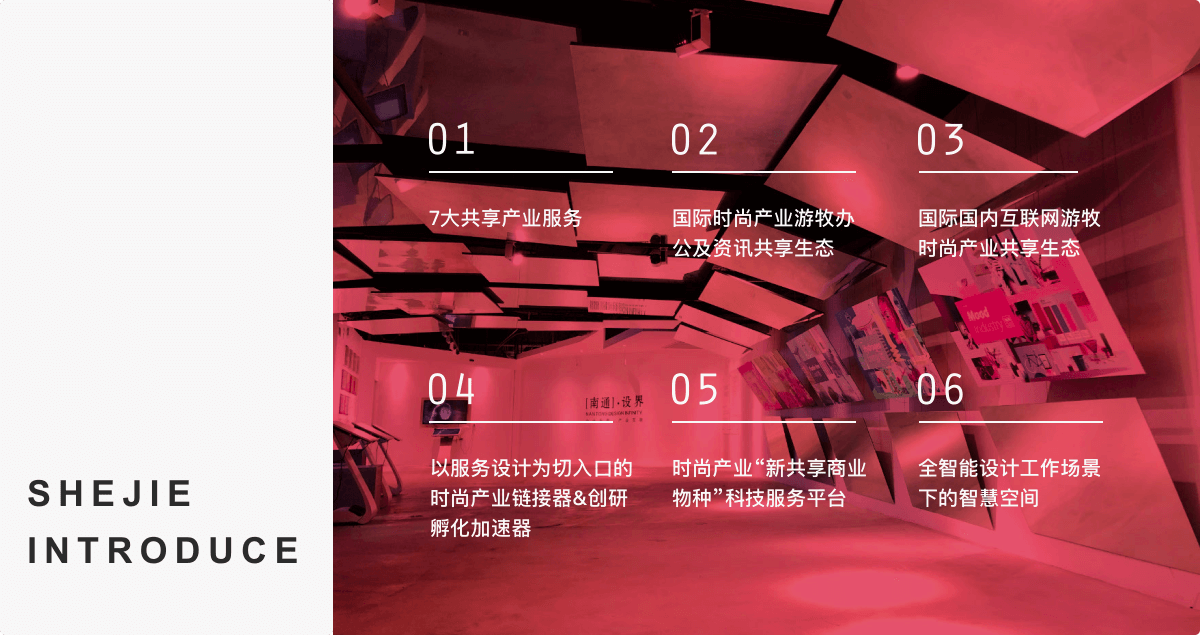 SHEJIE
INTRODUCE
01
7大共享产业服务
02
国际时尚产业游牧办
公及资讯共享生态
03
国际国内互联网游牧
时尚产业共享生态
Mood
industry
[南通]·设界
04
以服务设计为切入口的
时尚产业链接器&创研
孵化加速器
05
时尚产业“新共享商业
物种”科技服务平台
06
全智能设计工作场景
下的智慧空间